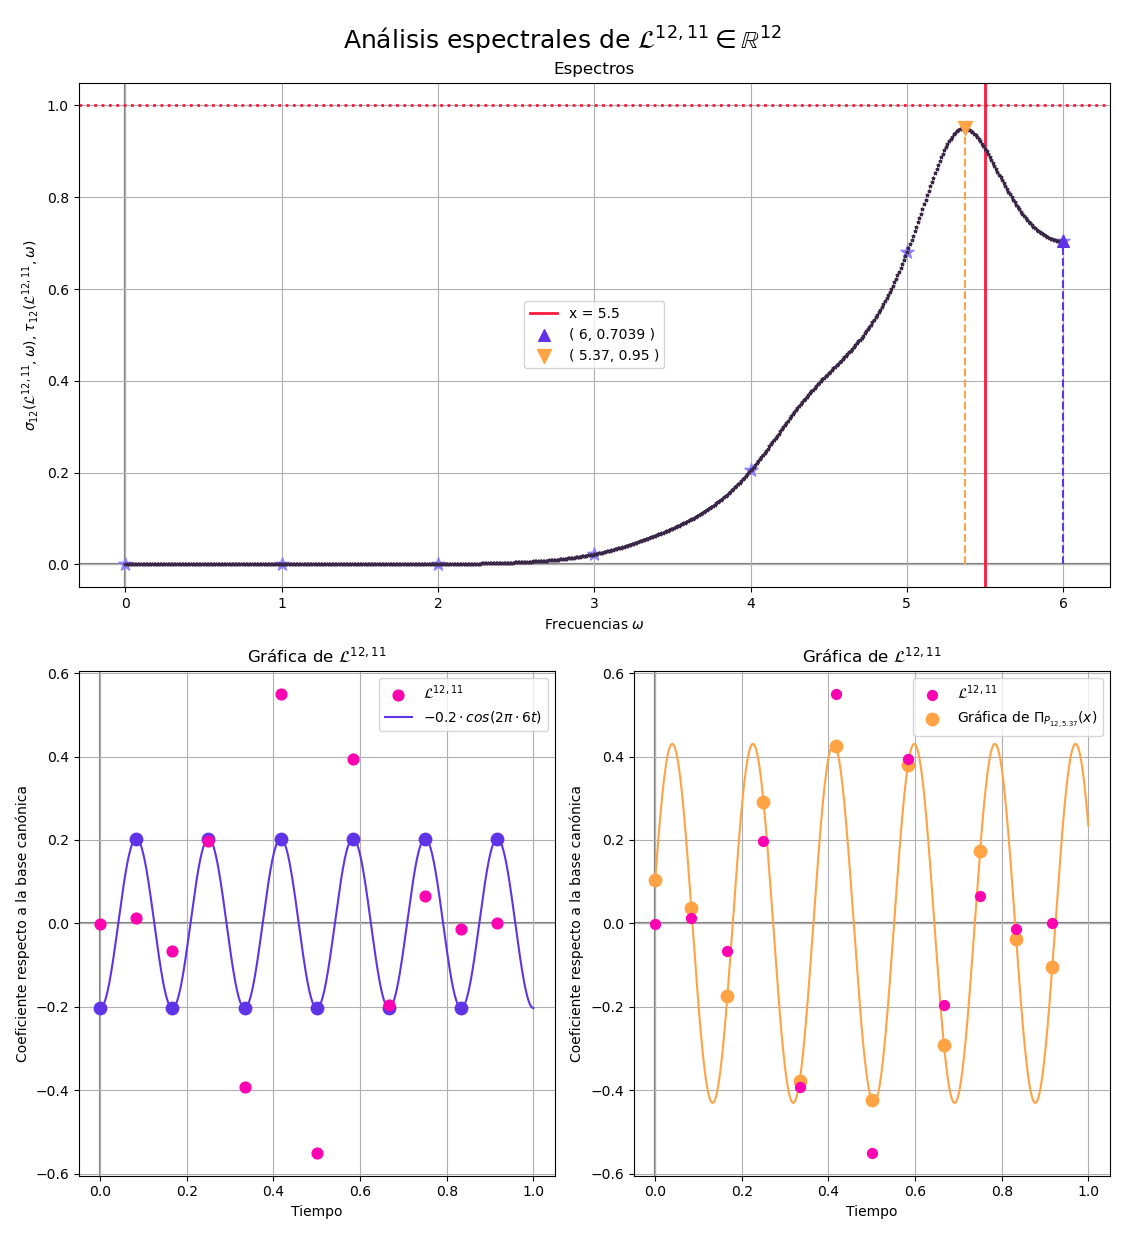 Análisis espectrales de ℒ^{12,11} ∈ ℝ^{12}
Espectros
σ_{12}(ℒ^{12,11}, ω), τ_{12}(ℒ^{12,11}, ω)
1.0
0.8
0.6
0.4
0.2
0.0
x = 5.5
( 6, 0.7039 )
( 5.37, 0.95 )
0 1 2 3 4 5 6
Frecuencias ω
Gráfica de ℒ^{12,11}
Coeficiente respecto a la base canónica
0.6
0.4
0.2
0.0
−0.2
−0.4
−0.6
ℒ^{12,11}
−0.2 · cos(2π · 6t)
0.0 0.2 0.4 0.6 0.8 1.0
Tiempo
Gráfica de ℒ^{12,11}
Coeficiente respecto a la base canónica
0.6
0.4
0.2
0.0
−0.2
−0.4
−0.6
ℒ^{12,11}
Gráfica de Π_{P_{12,5.37}}(x)
0.0 0.2 0.4 0.6 0.8 1.0
Tiempo